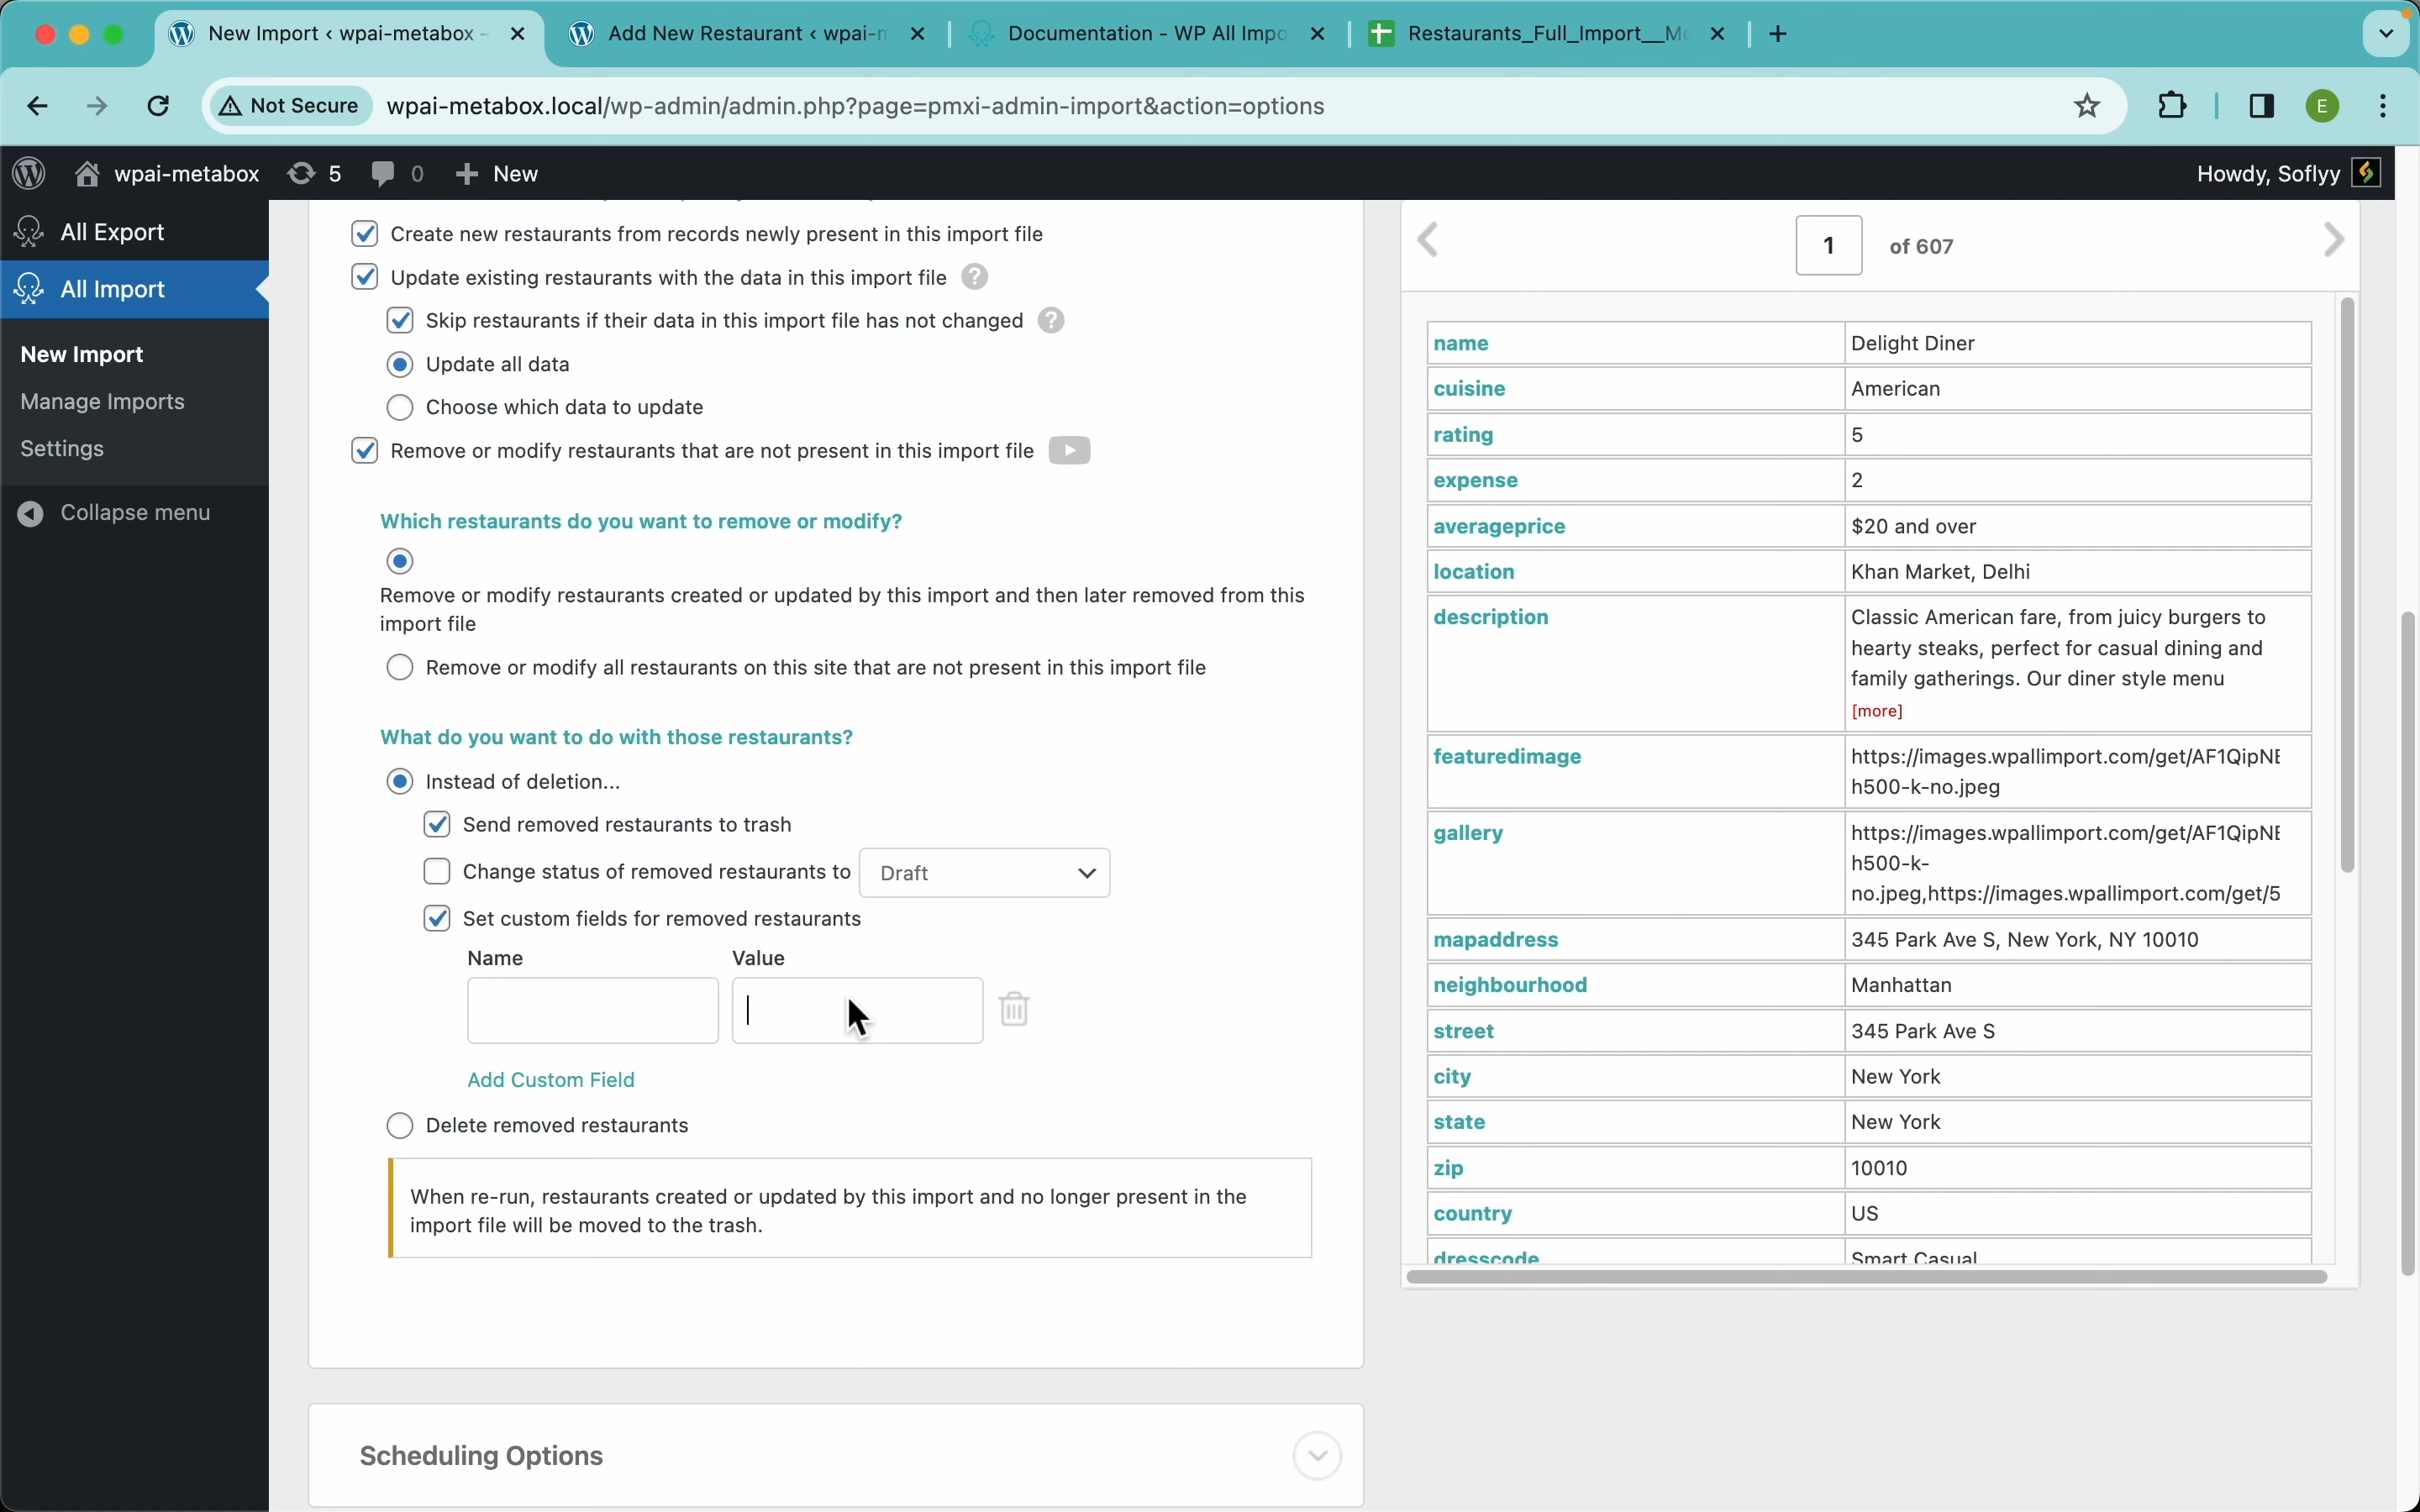 New Import ‹ wpai-metabox
Add New Restaurant ‹ wpai-
Documentation - WP All Impo
Restaurants_Full_Import__M
Not Secure
wpai-metabox.local/wp-admin/admin.php?page=pmxi-admin-import&action=options
E
wpai-metabox
5
0
New
Howdy, Soflyy
All Export
All Import
New Import
Manage Imports
Settings
Collapse menu
Create new restaurants from records newly present in this import file
Update existing restaurants with the data in this import file ?
Skip restaurants if their data in this import file has not changed ?
Update all data
Choose which data to update
Remove or modify restaurants that are not present in this import file
Which restaurants do you want to remove or modify?
Remove or modify restaurants created or updated by this import and then later removed from this
import file
Remove or modify all restaurants on this site that are not present in this import file
What do you want to do with those restaurants?
Instead of deletion...
Send removed restaurants to trash
Change status of removed restaurants to Draft
Set custom fields for removed restaurants
Name Value
Add Custom Field
Delete removed restaurants
When re-run, restaurants created or updated by this import and no longer present in the
import file will be moved to the trash.
Scheduling Options
1 of 607
name Delight Diner
cuisine American
rating 5
expense 2
averageprice $20 and over
location Khan Market, Delhi
description Classic American fare, from juicy burgers to
hearty steaks, perfect for casual dining and
family gatherings. Our diner style menu
[more]
featuredimage https://images.wpallimport.com/get/AF1QipNE
h500-k-no.jpeg
gallery https://images.wpallimport.com/get/AF1QipNE
h500-k-
no.jpeg,https://images.wpallimport.com/get/5
mapaddress 345 Park Ave S, New York, NY 10010
neighbourhood Manhattan
street 345 Park Ave S
city New York
state New York
zip 10010
country US
dresscode Smart Casual